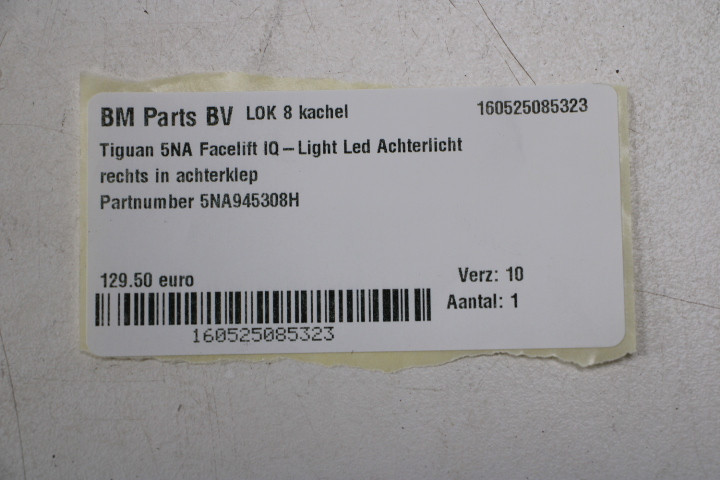 BM Parts BV LOK 8 kachel 160525085323
Tiguan 5NA Facelift IQ-Light Led Achterlicht
rechts in achterklep
Partnumber 5NA945308H
129.50 euro Verz: 10
Aantal: 1
160525085323